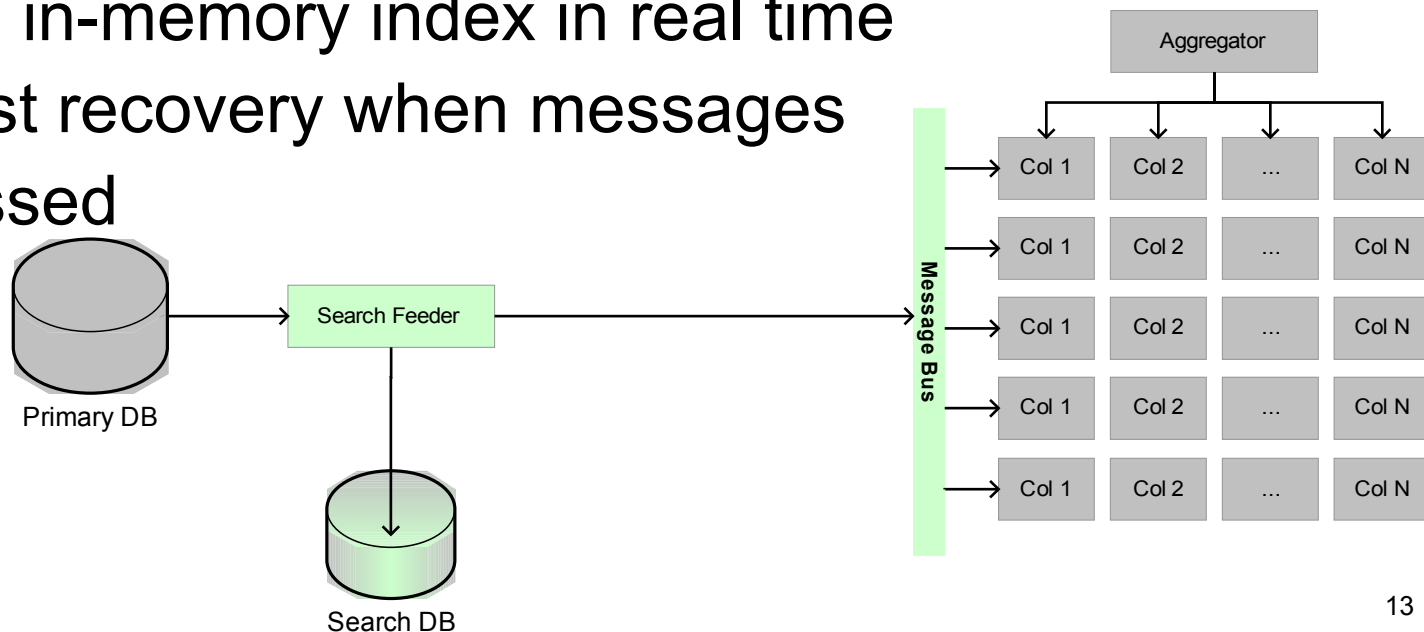 in-memory index in real time
st recovery when messages
ssed
Aggregator
Col 1 Col 2 ... Col N
Col 1 Col 2 ... Col N
Col 1 Col 2 ... Col N
Col 1 Col 2 ... Col N
Col 1 Col 2 ... Col N
Message Bus
Search Feeder
Primary DB
Search DB
13